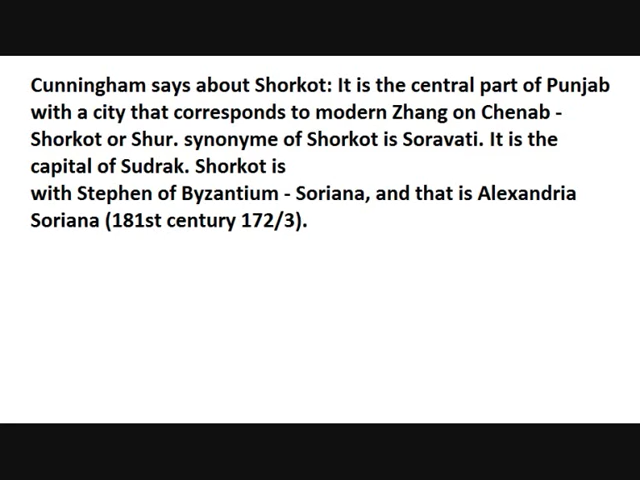 Cunningham says about Shorkot: It is the central part of Punjab
with a city that corresponds to modern Zhang on Chenab -
Shorkot or Shur. synonyme of Shorkot is Soravati. It is the
capital of Sudrak. Shorkot is
with Stephen of Byzantium - Soriana, and that is Alexandria
Soriana (181st century 172/3).